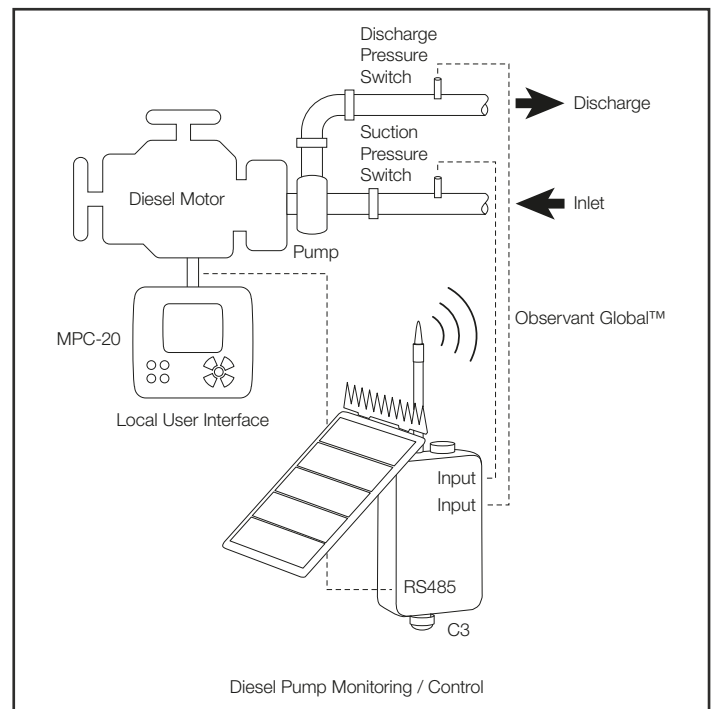 Discharge
Pressure
Switch
Discharge
Suction
Pressure
Switch
Diesel Motor
Inlet
Pump
Observant Global™
MPC-20
Local User Interface
Input
Input
RS485
C3
Diesel Pump Monitoring / Control